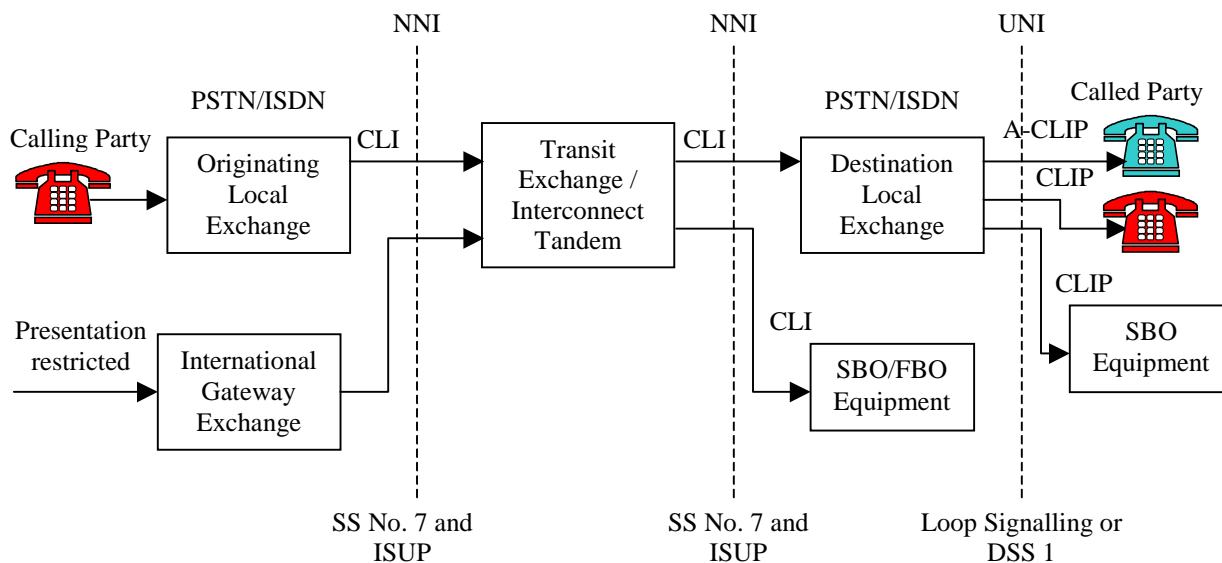 NNI
NNI
UNI
PSTN/ISDN
PSTN/ISDN
Called Party
Calling Party
CLI
CLI
A-CLIP
Originating
Local
Exchange
Transit
Exchange /
Interconnect
Tandem
Destination
Local
Exchange
CLIP
CLIP
Presentation
restricted
International
Gateway
Exchange
CLI
SBO/FBO
Equipment
SBO
Equipment
SS No. 7 and
ISUP
SS No. 7 and
ISUP
Loop Signalling or
DSS 1